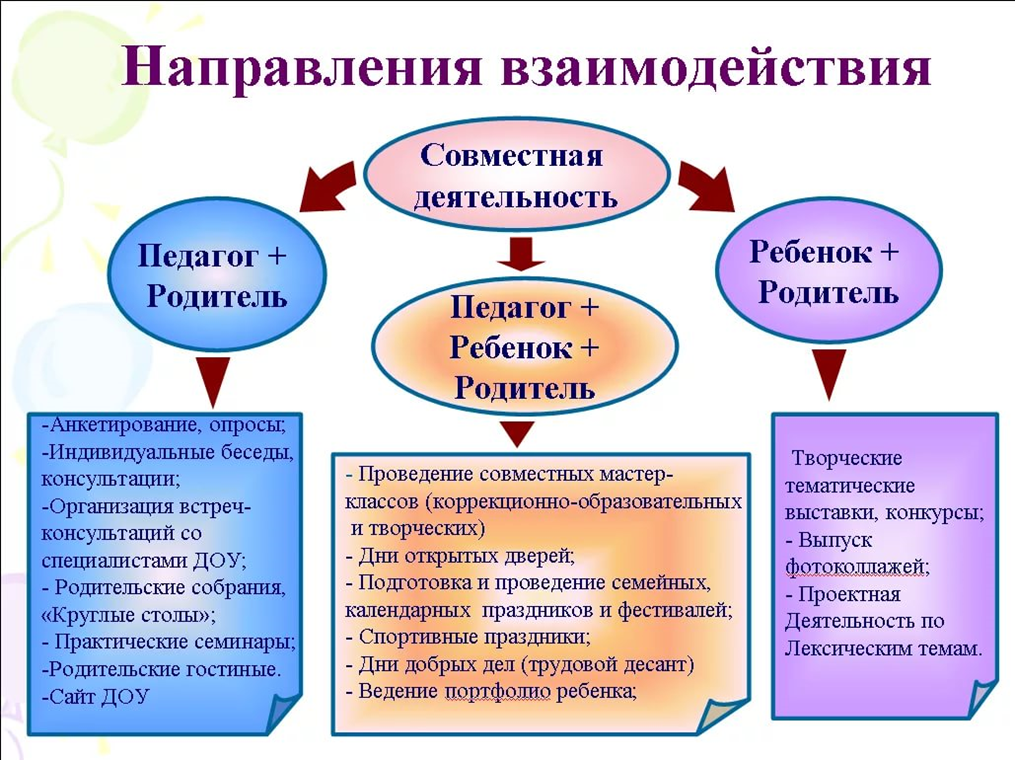 Направления взаимодействия
Совместная
деятельность
Педагог +
Родитель
Педагог +
Ребенок +
Родитель
Ребенок +
Родитель
-Анкетирование, опросы;
-Индивидуальные беседы,
консультации;
-Организация встреч-
консультаций со
специалистами ДОУ;
- Родительские собрания,
«Круглые столы»;
- Практические семинары;
-Родительские гостиные.
-Сайт ДОУ
- Проведение совместных мастер-
классов (коррекционно-образовательных
и творческих)
- Дни открытых дверей;
- Подготовка и проведение семейных,
календарных праздников и фестивалей;
- Спортивные праздники;
- Дни добрых дел (трудовой десант)
- Ведение портфолио ребенка;
Творческие
тематические
выставки, конкурсы;
- Выпуск
фотоколлажей;
- Проектная
Деятельность по
Лексическим темам.